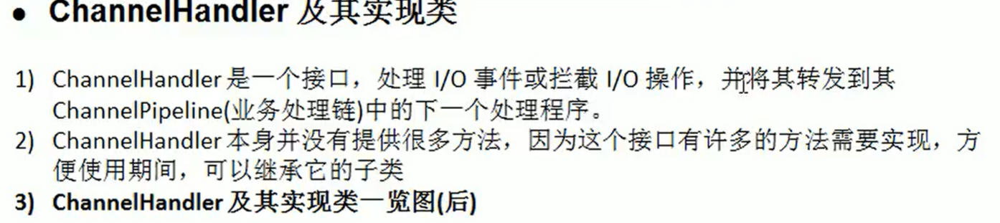 ● ChannelHandler 及其实现类
1) ChannelHandler 是一个接口，处理 I/O 事件或拦截 I/O 操作，并将其转发到其
ChannelPipeline(业务处理链)中的下一个处理程序。
2) ChannelHandler 本身并没有提供很多方法，因为这个接口有许多的方法需要实现，方
便使用期间，可以继承它的子类
3) ChannelHandler 及其实现类一览图(后)